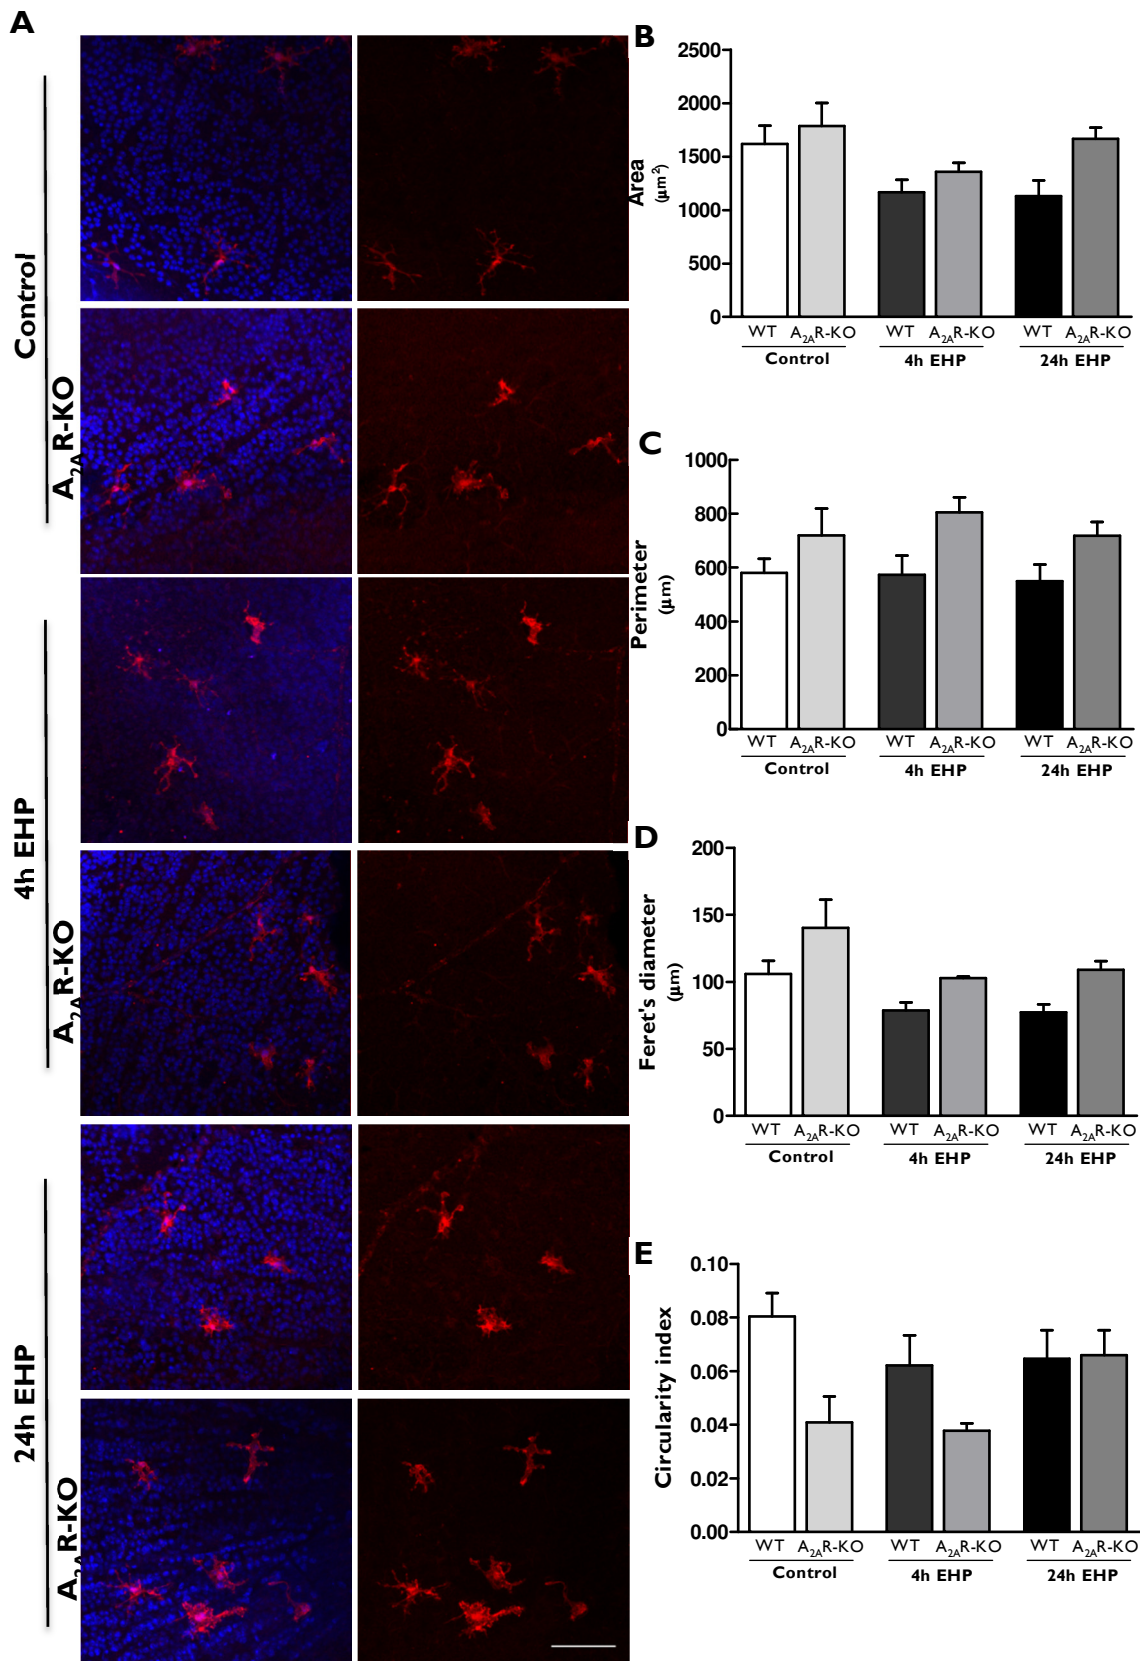 A
Control
A2AR-KO
4h EHP
A2AR-KO
24h EHP
A2AR-KO
B
Area
(μm²)
2500
2000
1500
1000
500
0
WT A2AR-KO WT A2AR-KO WT A2AR-KO
Control 4h EHP 24h EHP
C
Perimeter
(μm)
1000
800
600
400
200
0
WT A2AR-KO WT A2AR-KO WT A2AR-KO
Control 4h EHP 24h EHP
D
Feret's diameter
(μm)
200
150
100
50
0
WT A2AR-KO WT A2AR-KO WT A2AR-KO
Control 4h EHP 24h EHP
E
Circularity index
0.10
0.08
0.06
0.04
0.02
0.00
WT A2AR-KO WT A2AR-KO WT A2AR-KO
Control 4h EHP 24h EHP